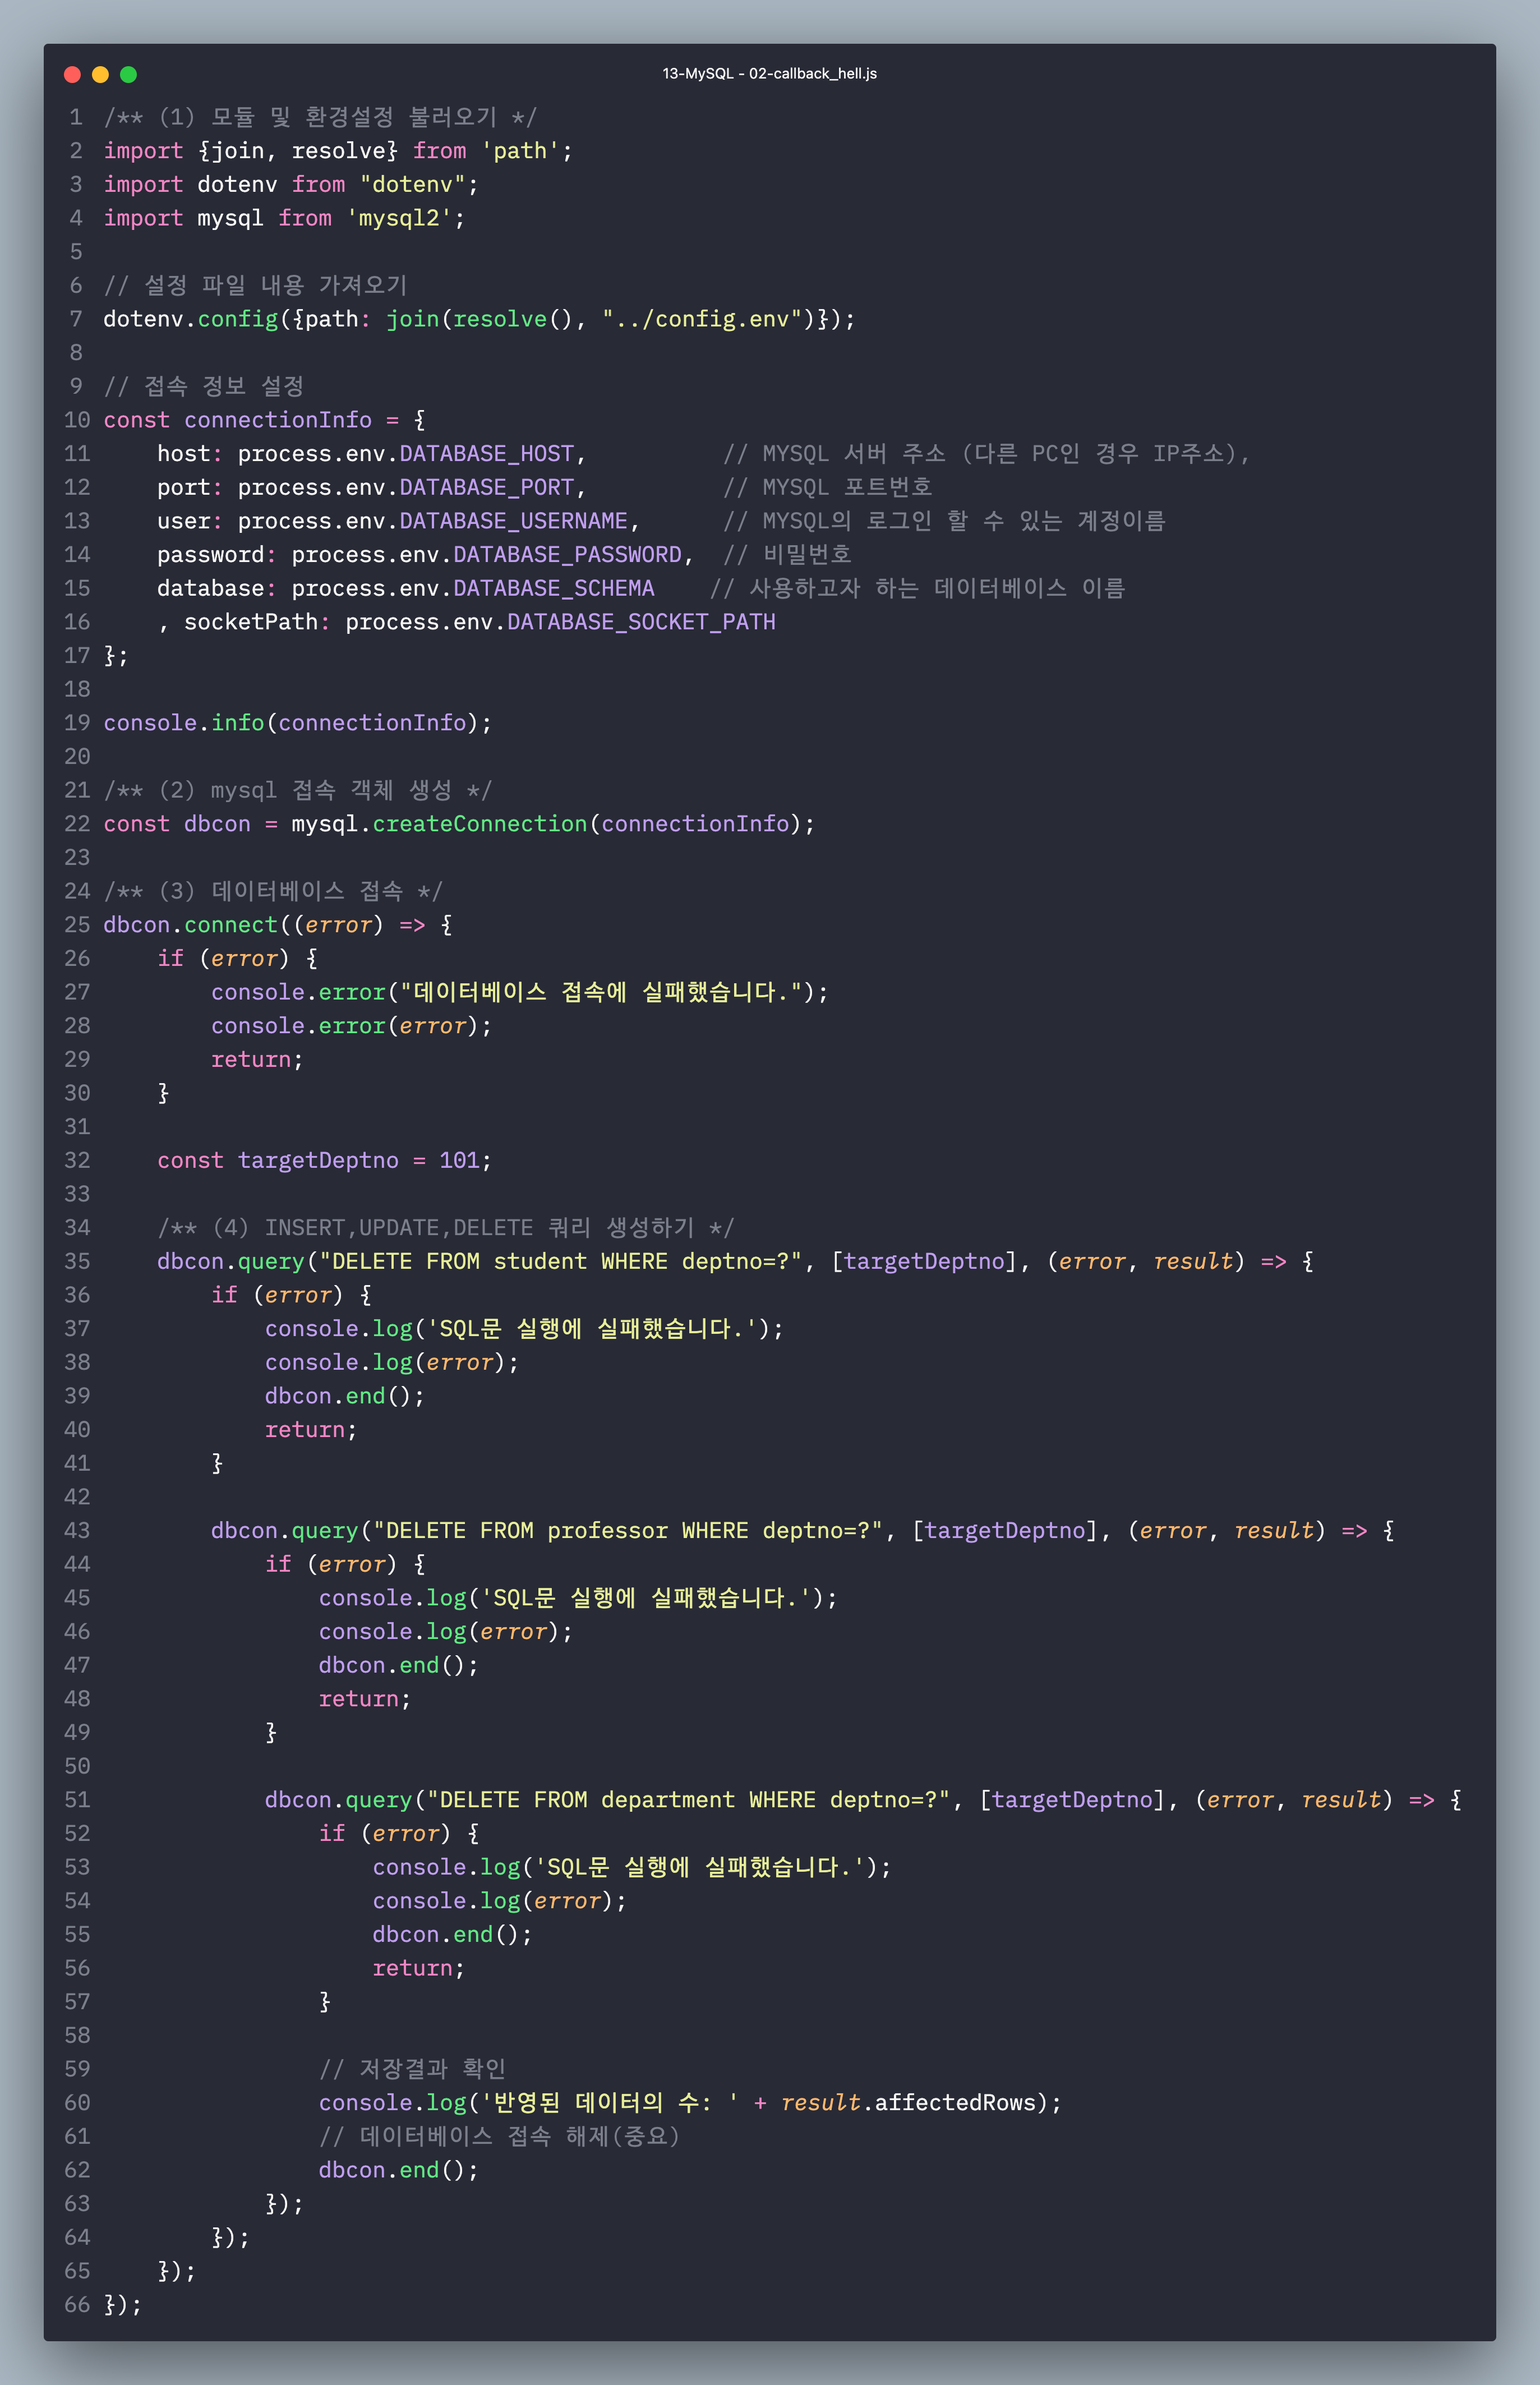 13-MySQL - 02-callback_hell.js
1 /** (1) 모듈 및 환경설정 불러오기 */
2 import {join, resolve} from 'path';
3 import dotenv from "dotenv";
4 import mysql from 'mysql2';
5
6 // 설정 파일 내용 가져오기
7 dotenv.config({path: join(resolve(), "../config.env")});
8
9 // 접속 정보 설정
10 const connectionInfo = {
11     host: process.env.DATABASE_HOST,          // MYSQL 서버 주소 (다른 PC인 경우 IP주소),
12     port: process.env.DATABASE_PORT,          // MYSQL 포트번호
13     user: process.env.DATABASE_USERNAME,      // MYSQL의 로그인 할 수 있는 계정이름
14     password: process.env.DATABASE_PASSWORD,  // 비밀번호
15     database: process.env.DATABASE_SCHEMA    // 사용하고자 하는 데이터베이스 이름
16     , socketPath: process.env.DATABASE_SOCKET_PATH
17 };
18
19 console.info(connectionInfo);
20
21 /** (2) mysql 접속 객체 생성 */
22 const dbcon = mysql.createConnection(connectionInfo);
23
24 /** (3) 데이터베이스 접속 */
25 dbcon.connect((error) => {
26     if (error) {
27         console.error("데이터베이스 접속에 실패했습니다.");
28         console.error(error);
29         return;
30     }
31
32     const targetDeptno = 101;
33
34     /** (4) INSERT,UPDATE,DELETE 쿼리 생성하기 */
35     dbcon.query("DELETE FROM student WHERE deptno=?", [targetDeptno], (error, result) => {
36         if (error) {
37             console.log('SQL문 실행에 실패했습니다.');
38             console.log(error);
39             dbcon.end();
40             return;
41         }
42
43         dbcon.query("DELETE FROM professor WHERE deptno=?", [targetDeptno], (error, result) => {
44             if (error) {
45                 console.log('SQL문 실행에 실패했습니다.');
46                 console.log(error);
47                 dbcon.end();
48                 return;
49             }
50
51             dbcon.query("DELETE FROM department WHERE deptno=?", [targetDeptno], (error, result) => {
52                 if (error) {
53                     console.log('SQL문 실행에 실패했습니다.');
54                     console.log(error);
55                     dbcon.end();
56                     return;
57                 }
58
59                 // 저장결과 확인
60                 console.log('반영된 데이터의 수: ' + result.affectedRows);
61                 // 데이터베이스 접속 해제(중요)
62                 dbcon.end();
63             });
64         });
65     });
66 });